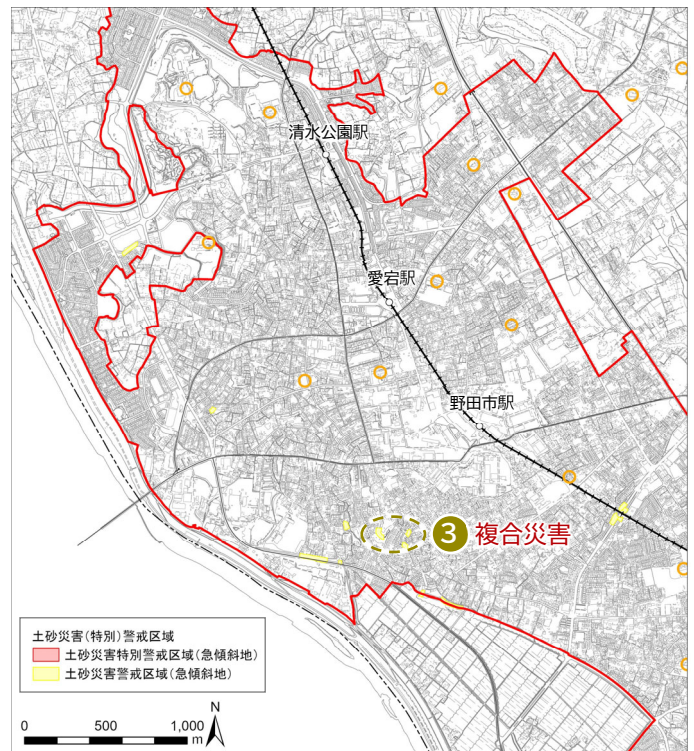 清水公園駅
愛宕駅
野田市駅
3 複合災害
土砂災害(特別)警戒区域
土砂災害特別警戒区域(急傾斜地)
土砂災害警戒区域(急傾斜地)
0 500 1,000
m
N